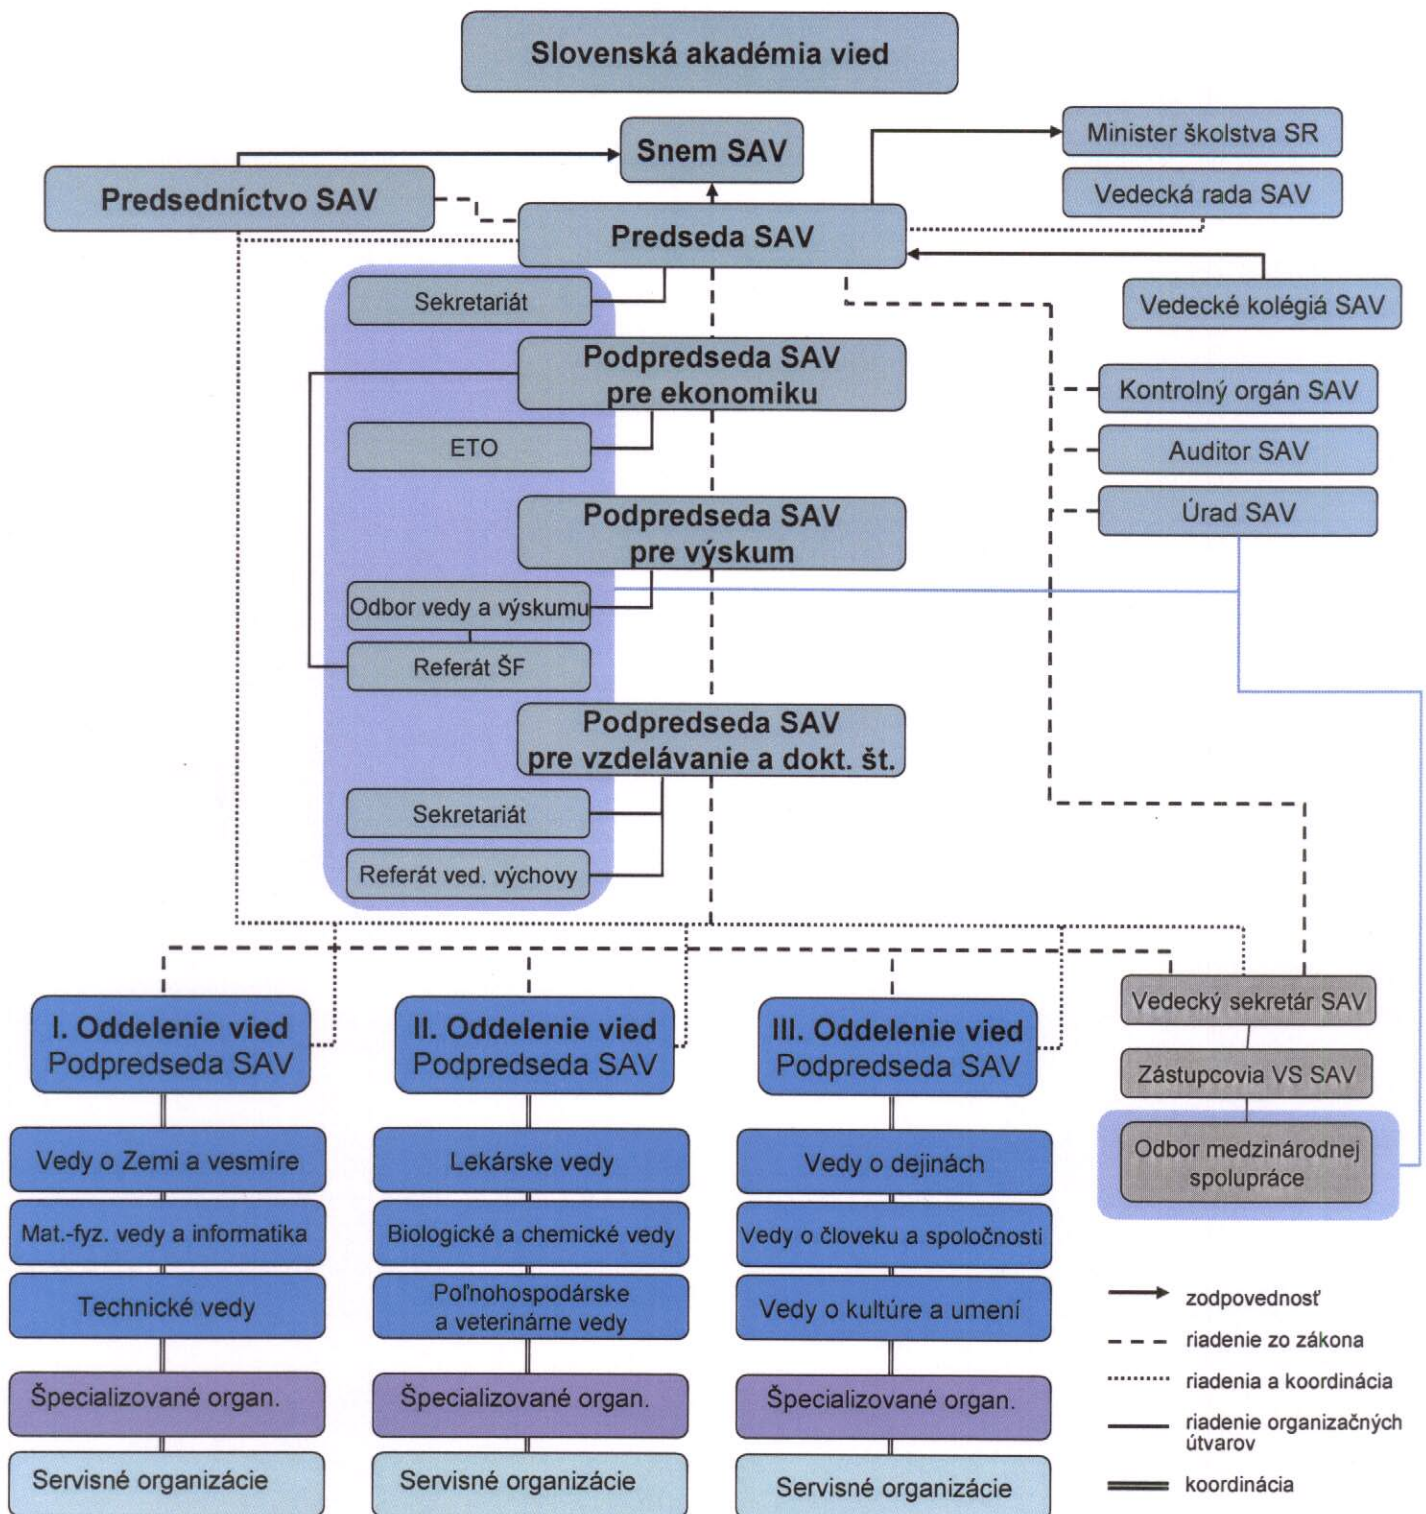 Slovenská akadémia vied
Snem SAV
Minister školstva SR
Predsedníctvo SAV
Vedecká rada SAV
Predseda SAV
Sekretariát
Vedecké kolégiá SAV
Podpredseda SAV
pre ekonomiku
Kontrolný orgán SAV
ETO
Auditor SAV
Podpredseda SAV
pre výskum
Úrad SAV
Odbor vedy a výskumu
Referát ŠF
Podpredseda SAV
pre vzdelávanie a dokt. št.
Sekretariát
Referát ved. výchovy
I. Oddelenie vied
Podpredseda SAV
II. Oddelenie vied
Podpredseda SAV
III. Oddelenie vied
Podpredseda SAV
Vedecký sekretár SAV
Zástupcovia VS SAV
Odbor medzinárodnej
spolupráce
Vedy o Zemi a vesmíre
Lekárske vedy
Vedy o dejinách
Mat.-fyz. vedy a informatika
Biologické a chemické vedy
Vedy o človeku a spoločnosti
Technické vedy
Poľnohospodárske
a veterinárne vedy
Vedy o kultúre a umení
Špecializované organ.
Špecializované organ.
Špecializované organ.
Servisné organizácie
Servisné organizácie
Servisné organizácie
zodpovednosť
riadenie zo zákona
riadenia a koordinácia
riadenie organizačných
útvarov
koordinácia